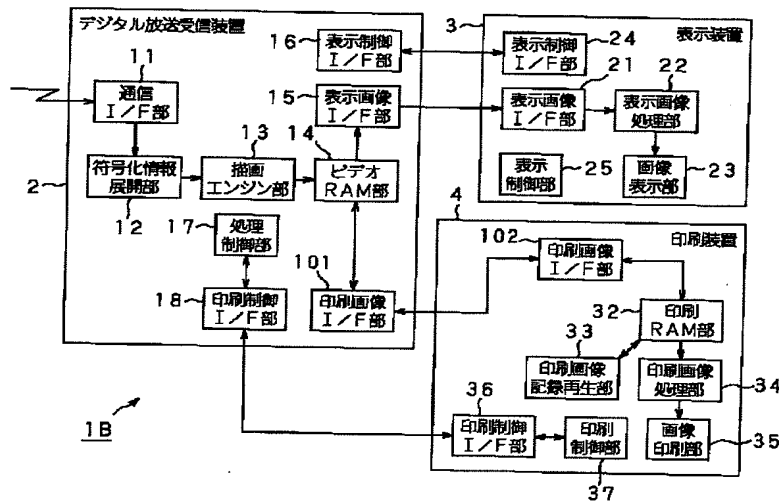 デジタル放送受信装置
16
表示制御
I/F部
3
表示制御
I/F部
24
表示装置
11
通信
I/F部
15
表示画像
I/F部
21
表示画像
I/F部
22
表示画像
処理部
13
14
2
符号化情報
展開部
12
描画
エンジン部
ビデオ
RAM部
表示
制御部
25
画像
表示部
23
4
17
処理
制御部
101
102
印刷画像
I/F部
印刷装置
18
印刷制御
I/F部
印刷画像
I/F部
32
印刷
RAM部
33
印刷画像
記録再生部
印刷画像
処理部
34
36
印刷制御
I/F部
印刷
制御部
37
画像
印刷部
35
1B